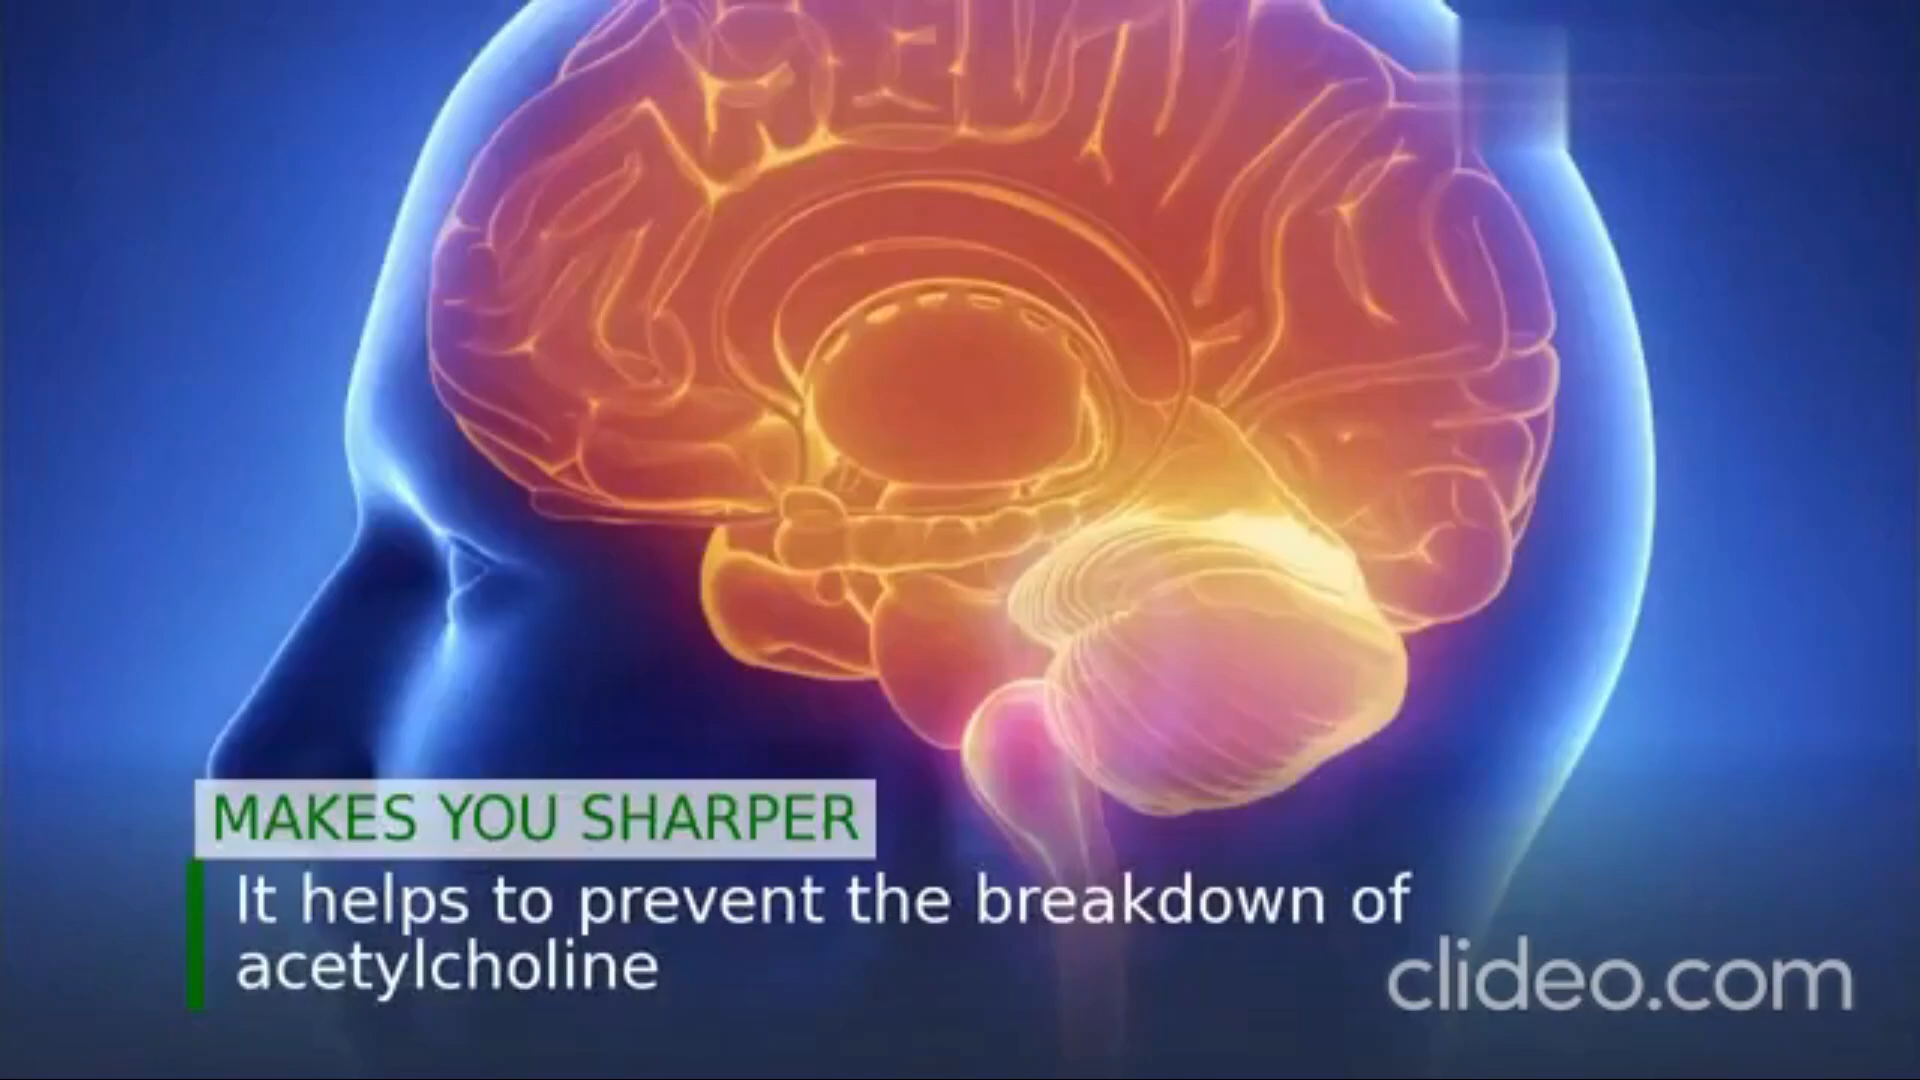 MAKES YOU SHARPER
It helps to prevent the breakdown of
acetylcholine
clideo.com